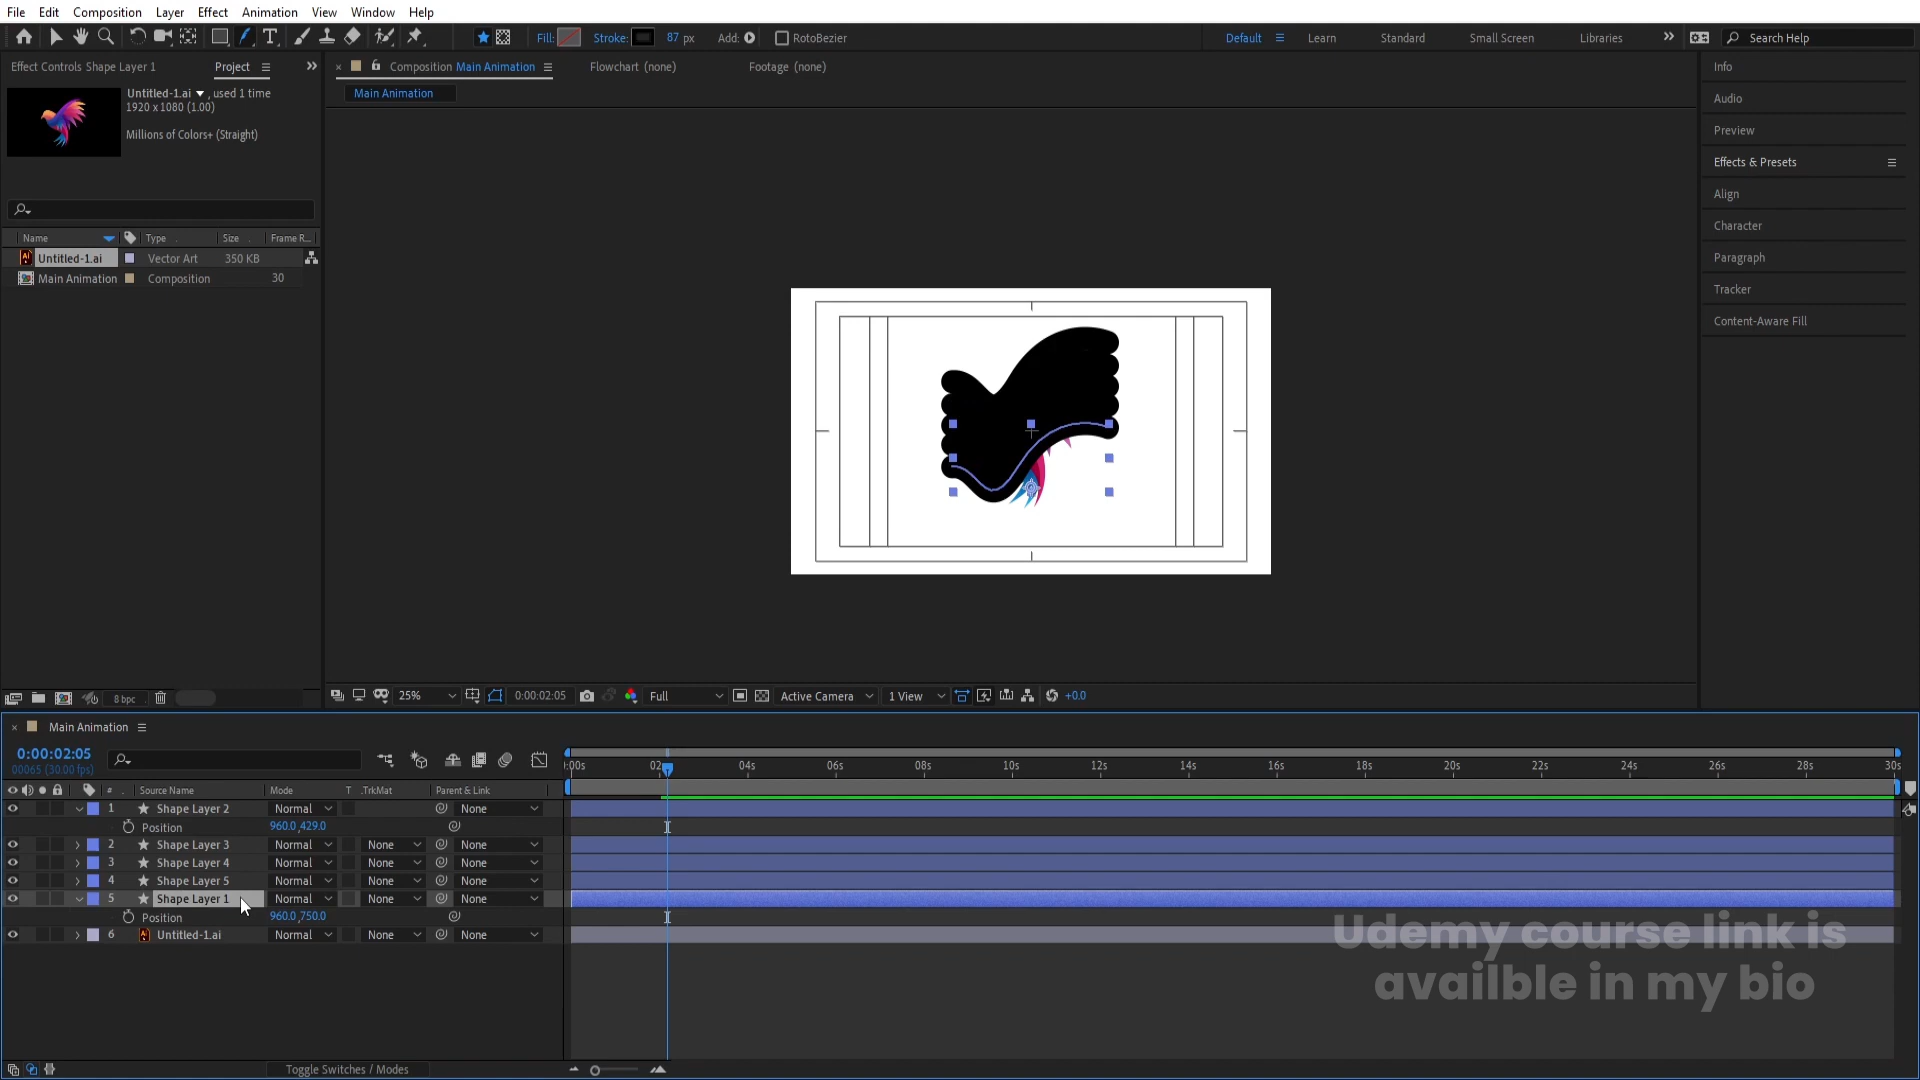 File Edit Composition Layer Effect Animation View Window Help
Fill: Stroke: 87 px Add: RotoBezier Default Learn Standard Small Screen Libraries Search Help
Effect Controls Shape Layer 1 Project
Composition Main Animation Flowchart (none) Footage (none)
Main Animation
Untitled-1.ai , used 1 time
1920 x 1080 (1.00)
Millions of Colors+ (Straight)
Name Type Size Frame R...
Untitled-1.ai Vector Art 350 KB
Main Animation Composition 30
Info
Audio
Preview
Effects & Presets
Align
Character
Paragraph
Tracker
Content-Aware Fill
8 bpc
25% 0:00:02:05 Full Active Camera 1 View +0.0
Main Animation
0:00:02:05
00065 (30.00 fps)
:00s 02 04s 06s 08s 10s 12s 14s 16s 18s 20s 22s 24s 26s 28s 30s
# Source Name Mode T .TrkMat Parent & Link
1 Shape Layer 2 Normal None
Position 960.0,429.0
2 Shape Layer 3 Normal None None
3 Shape Layer 4 Normal None None
4 Shape Layer 5 Normal None None
5 Shape Layer 1 Normal None None
Position 960.0,750.0
6 Untitled-1.ai Normal None None
Udemy course link is
availble in my bio
Toggle Switches / Modes